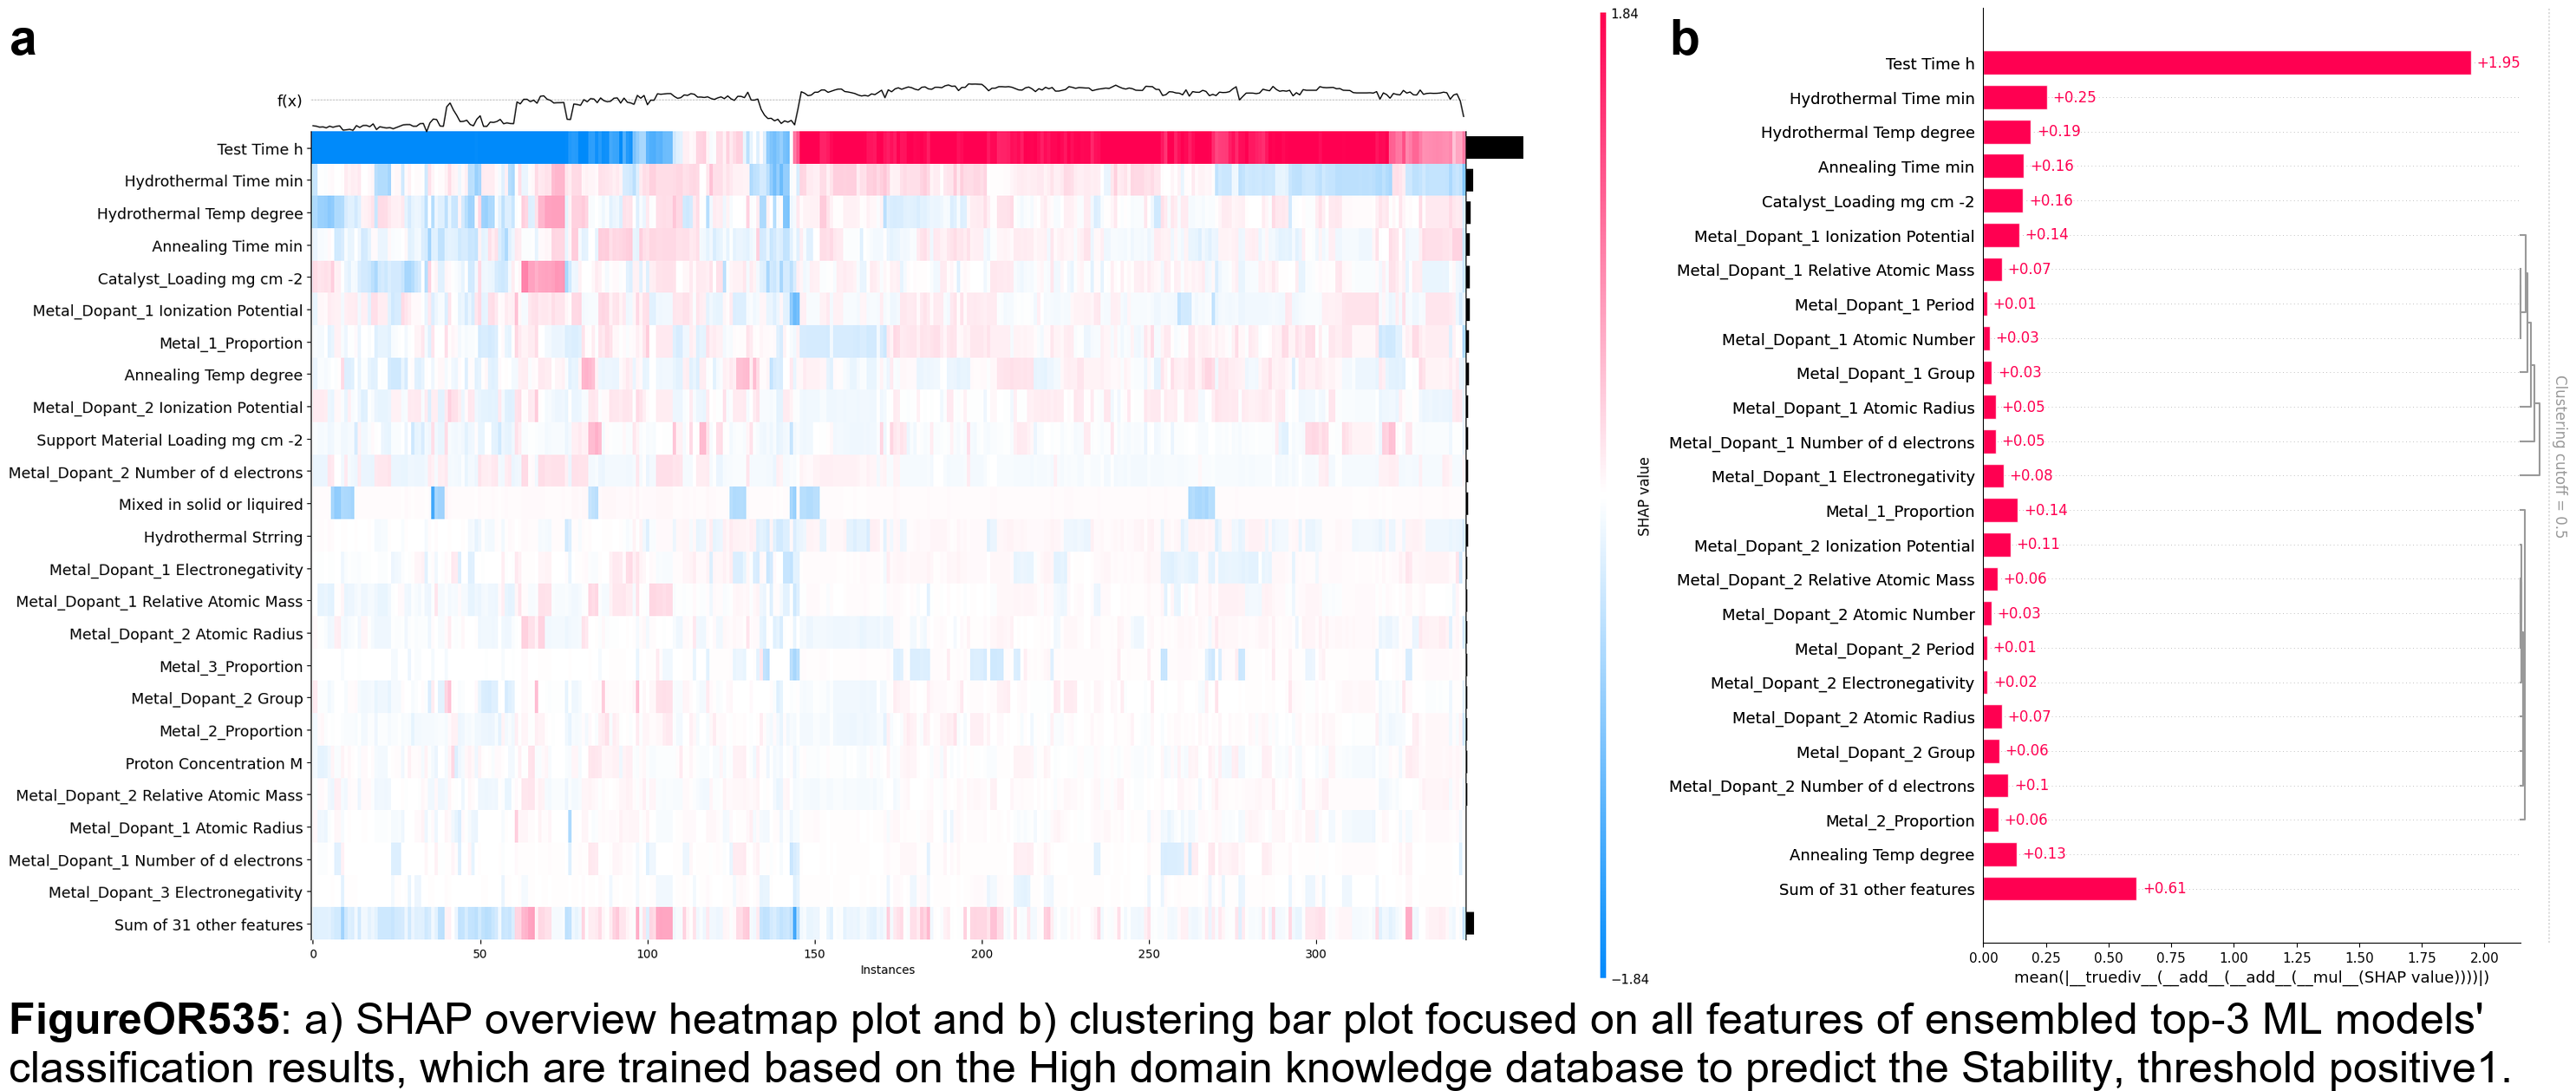 a
f(x)
Test Time h
Hydrothermal Time min
Hydrothermal Temp degree
Annealing Time min
Catalyst_Loading mg cm -2
Metal_Dopant_1 Ionization Potential
Metal_1_Proportion
Annealing Temp degree
Metal_Dopant_2 Ionization Potential
Support Material Loading mg cm -2
Metal_Dopant_2 Number of d electrons
Mixed in solid or liquired
Hydrothermal Strring
Metal_Dopant_1 Electronegativity
Metal_Dopant_1 Relative Atomic Mass
Metal_Dopant_2 Atomic Radius
Metal_3_Proportion
Metal_Dopant_2 Group
Metal_2_Proportion
Proton Concentration M
Metal_Dopant_2 Relative Atomic Mass
Metal_Dopant_1 Atomic Radius
Metal_Dopant_1 Number of d electrons
Metal_Dopant_3 Electronegativity
Sum of 31 other features
0 50 100 150 200 250 300
Instances
1.84
SHAP value
−1.84
b
Test Time h +1.95
Hydrothermal Time min +0.25
Hydrothermal Temp degree +0.19
Annealing Time min +0.16
Catalyst_Loading mg cm -2 +0.16
Metal_Dopant_1 Ionization Potential +0.14
Metal_Dopant_1 Relative Atomic Mass +0.07
Metal_Dopant_1 Period +0.01
Metal_Dopant_1 Atomic Number +0.03
Metal_Dopant_1 Group +0.03
Metal_Dopant_1 Atomic Radius +0.05
Metal_Dopant_1 Number of d electrons +0.05
Metal_Dopant_1 Electronegativity +0.08
Metal_1_Proportion +0.14
Metal_Dopant_2 Ionization Potential +0.11
Metal_Dopant_2 Relative Atomic Mass +0.06
Metal_Dopant_2 Atomic Number +0.03
Metal_Dopant_2 Period +0.01
Metal_Dopant_2 Electronegativity +0.02
Metal_Dopant_2 Atomic Radius +0.07
Metal_Dopant_2 Group +0.06
Metal_Dopant_2 Number of d electrons +0.1
Metal_2_Proportion +0.06
Annealing Temp degree +0.13
Sum of 31 other features +0.61
0.00 0.25 0.50 0.75 1.00 1.25 1.50 1.75 2.00
mean(|__truediv__(__add__(__add__(__mul__(SHAP value))))|)
Clustering cutoff = 0.5
FigureOR535: a) SHAP overview heatmap plot and b) clustering bar plot focused on all features of ensembled top-3 ML models'
classification results, which are trained based on the High domain knowledge database to predict the Stability, threshold positive1.